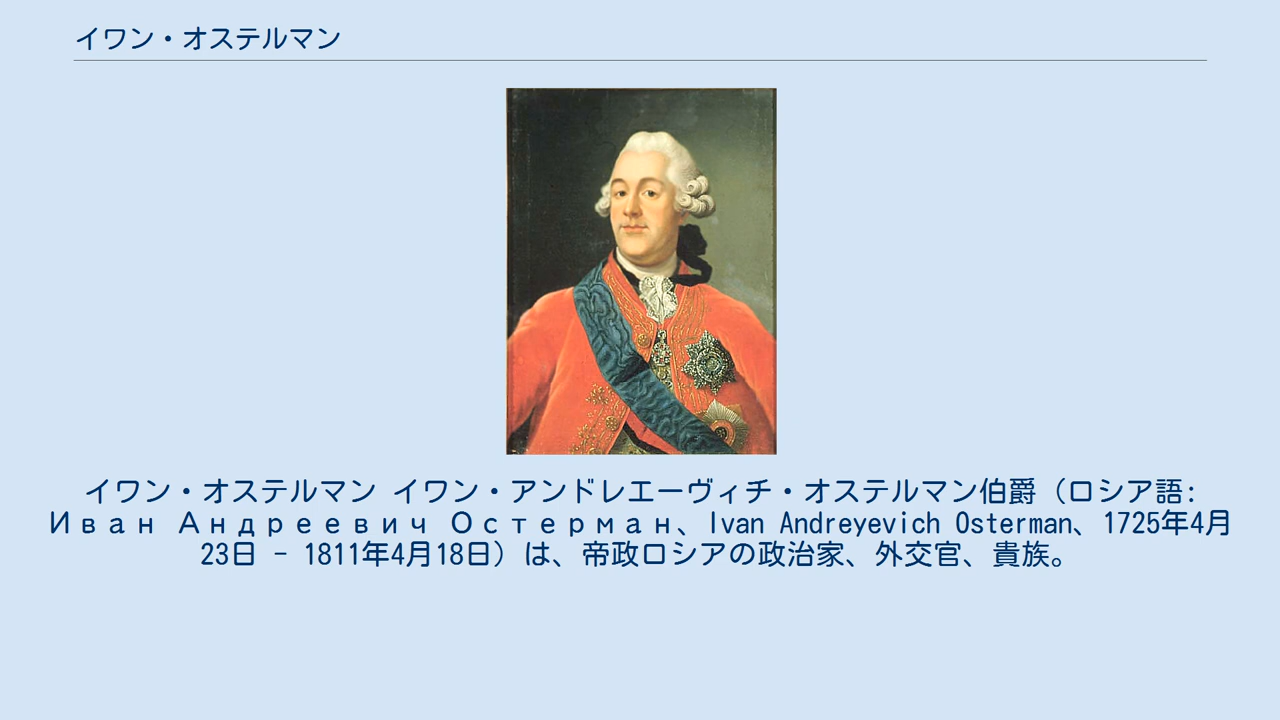 イワン・オステルマン
イワン・オステルマン イワン・アンドレエーヴィチ・オステルマン伯爵（ロシア語:
Иван Андреевич Остерман、Ivan Andreyevich Osterman、1725年4月
23日 - 1811年4月18日）は、帝政ロシアの政治家、外交官、貴族。